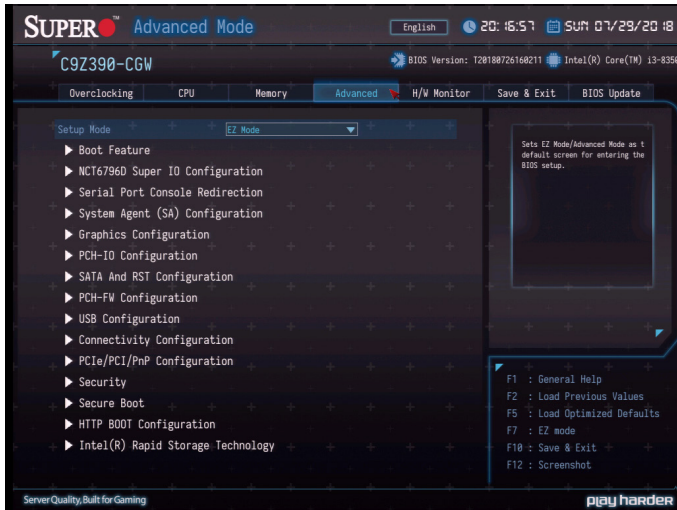 SUPER Advanced Mode English 20:16:57 SUN 07/29/2018
C9Z390-CGW BIOS Version: T20180726160211 Intel(R) Core(TM) i3-8350
Overclocking CPU Memory Advanced H/W Monitor Save & Exit BIOS Update
Setup Mode EZ Mode
Boot Feature
NCT6796D Super IO Configuration
Serial Port Console Redirection
System Agent (SA) Configuration
Graphics Configuration
PCH-IO Configuration
SATA And RST Configuration
PCH-FW Configuration
USB Configuration
Connectivity Configuration
PCIe/PCI/PnP Configuration
Security
Secure Boot
HTTP BOOT Configuration
Intel(R) Rapid Storage Technology
Sets EZ Mode/Advanced Mode as t
default screen for entering the
BIOS setup.
F1 : General Help
F2 : Load Previous Values
F5 : Load Optimized Defaults
F7 : EZ mode
F10 : Save & Exit
F12 : Screenshot
Server Quality, Built for Gaming play harder